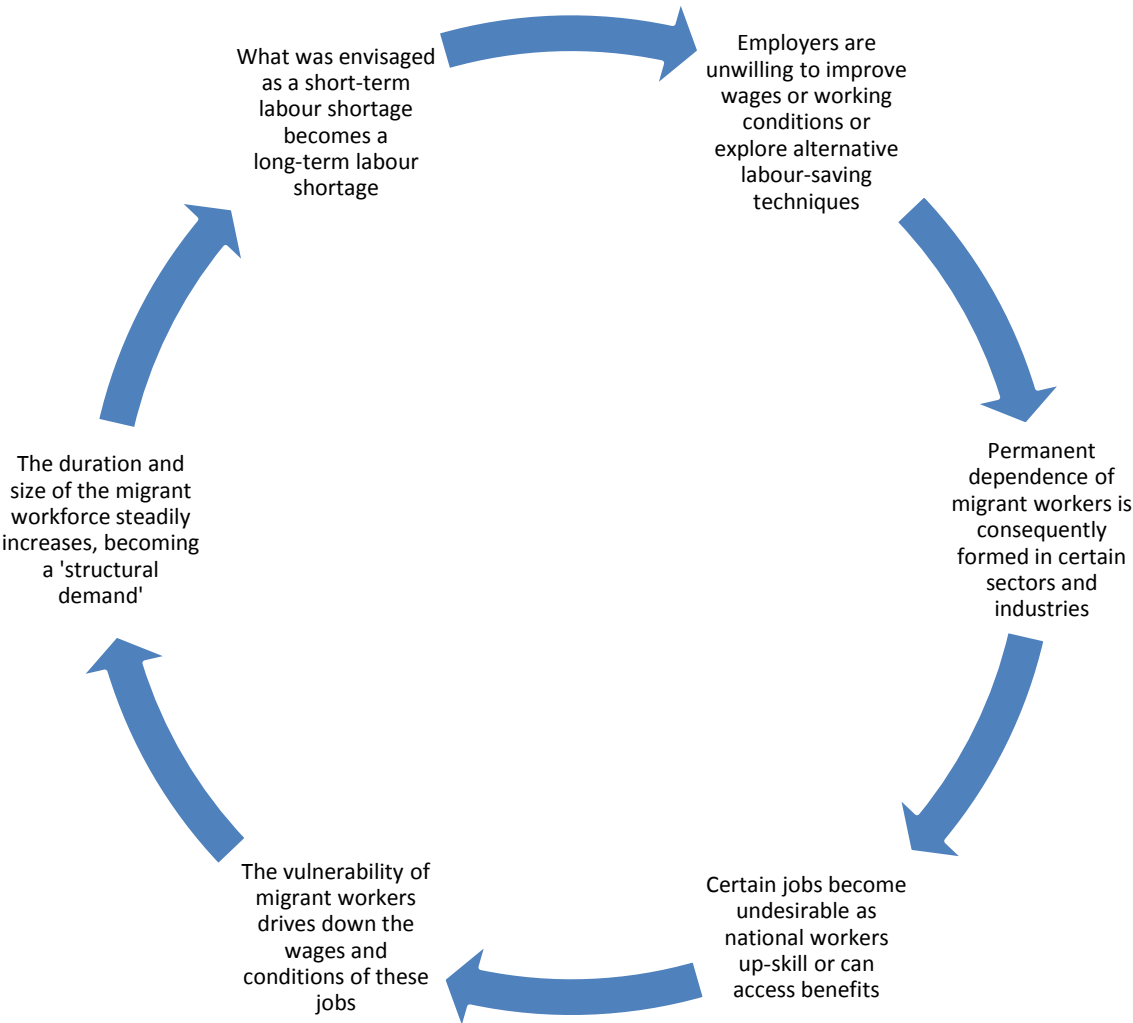 What was envisaged
as a short-term
labour shortage
becomes a
long-term labour
shortage
Employers are
unwilling to improve
wages or working
conditions or
explore alternative
labour-saving
techniques
Permanent
dependence of
migrant workers is
consequently
formed in certain
sectors and
industries
Certain jobs become
undesirable as
national workers
up-skill or can
access benefits
The vulnerability of
migrant workers
drives down the
wages and
conditions of these
jobs
The duration and
size of the migrant
workforce steadily
increases, becoming
a 'structural
demand'